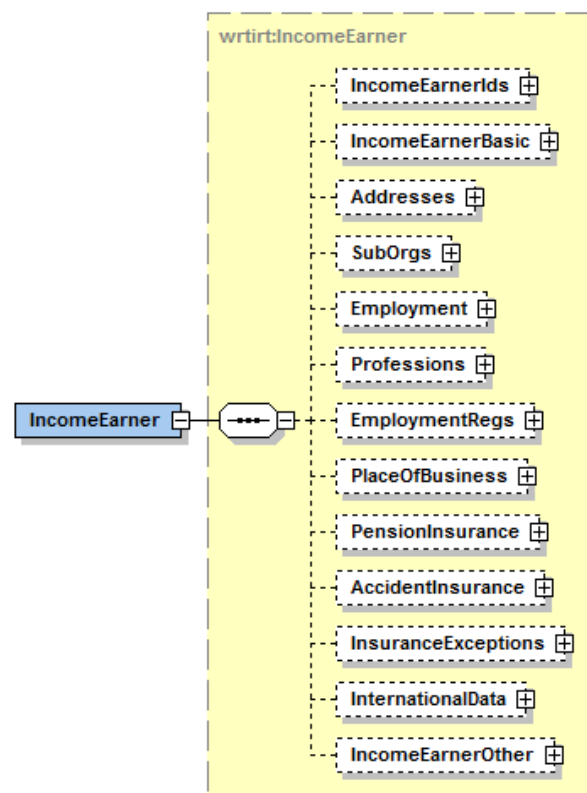 wrtirt:IncomeEarner
IncomeEarnerIds
IncomeEarnerBasic
Addresses
SubOrgs
Employment
Professions
IncomeEarner
EmploymentRegs
PlaceOfBusiness
PensionInsurance
AccidentInsurance
InsuranceExceptions
InternationalData
IncomeEarnerOther